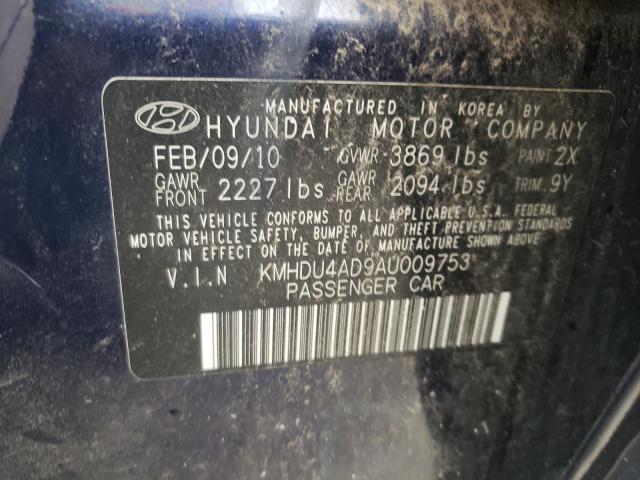 MANUFACTURED IN KOREA BY
HYUNDAI MOTOR COMPANY
FEB/09/10 GVWR 3869 lbs PAINT 2X
GAWR FRONT 2227 lbs GAWR REAR 2094 lbs TRIM 9Y
THIS VEHICLE CONFORMS TO ALL APPLICABLE U.S.A. FEDERAL
MOTOR VEHICLE SAFETY, BUMPER, AND THEFT PREVENTION STANDARDS
IN EFFECT ON THE DATE OF MANUFACTURE SHOWN ABOVE
V.I.N KMHDU4AD9AU009753
PASSENGER CAR